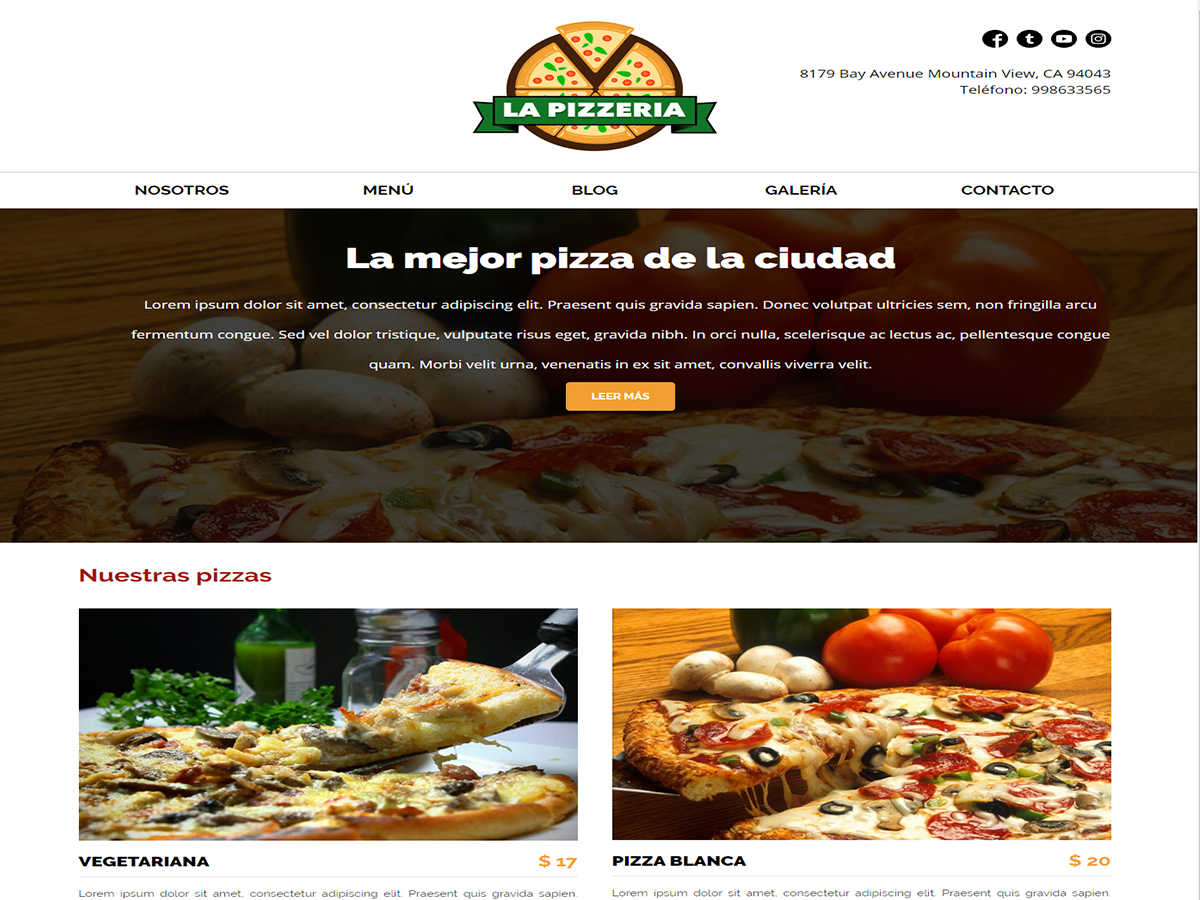 LA PIZZERIA
8179 Bay Avenue Mountain View, CA 94043
Teléfono: 998633565
NOSOTROS MENÚ BLOG GALERÍA CONTACTO
La mejor pizza de la ciudad
Lorem ipsum dolor sit amet, consectetur adipiscing elit. Praesent quis gravida sapien. Donec volutpat ultricies sem, non fringilla arcu
fermentum congue. Sed vel dolor tristique, vulputate risus eget, gravida nibh. In orci nulla, scelerisque ac lectus ac, pellentesque congue
quam. Morbi velit urna, venenatis in ex sit amet, convallis viverra velit.
LEER MÁS
Nuestras pizzas
VEGETARIANA $ 17
Lorem ipsum dolor sit amet, consectetur adipiscing elit. Praesent quis gravida sapien.
PIZZA BLANCA $ 20
Lorem ipsum dolor sit amet, consectetur adipiscing elit. Praesent quis gravida sapien.